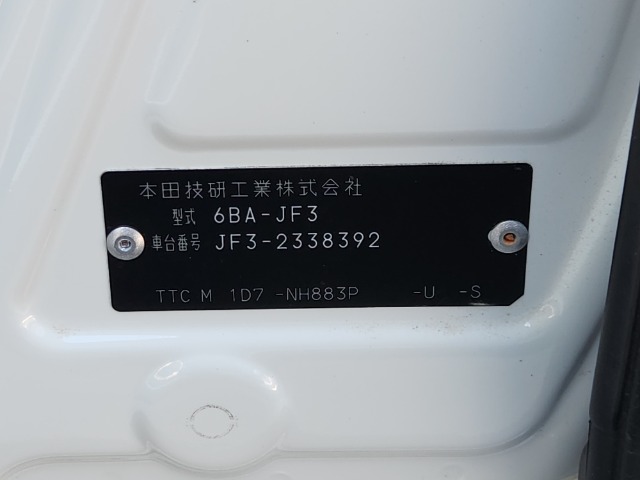 本田技研工業株式会社
型式 6BA-JF3
車台番号 JF3-2338392
TTC M 1D7 -NH883P -U -S